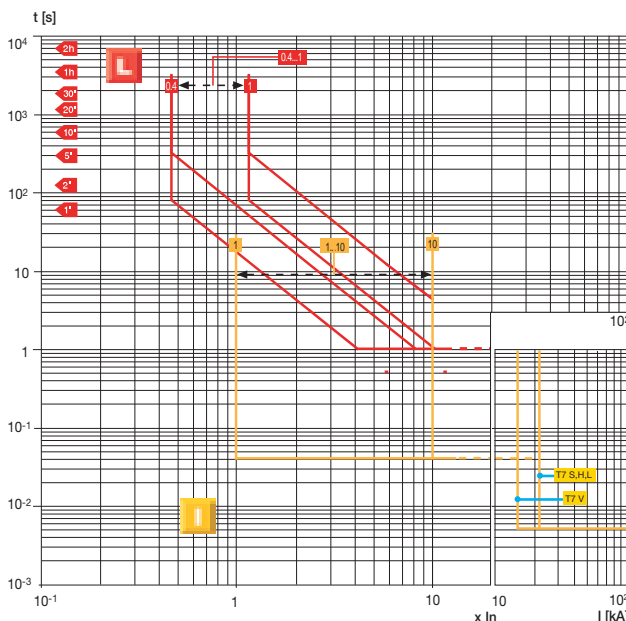 t [s]
10⁴
2h
L
0.4...1
1h
0.4
1
30'
20'
10³
10'
5'
2'
10²
1'
1
1...10
10
10
1
10⁻¹
T7 S,H,L
T7 V
10⁻²
I
10⁻³
10⁻¹
1
10
10
x In
I [kA]